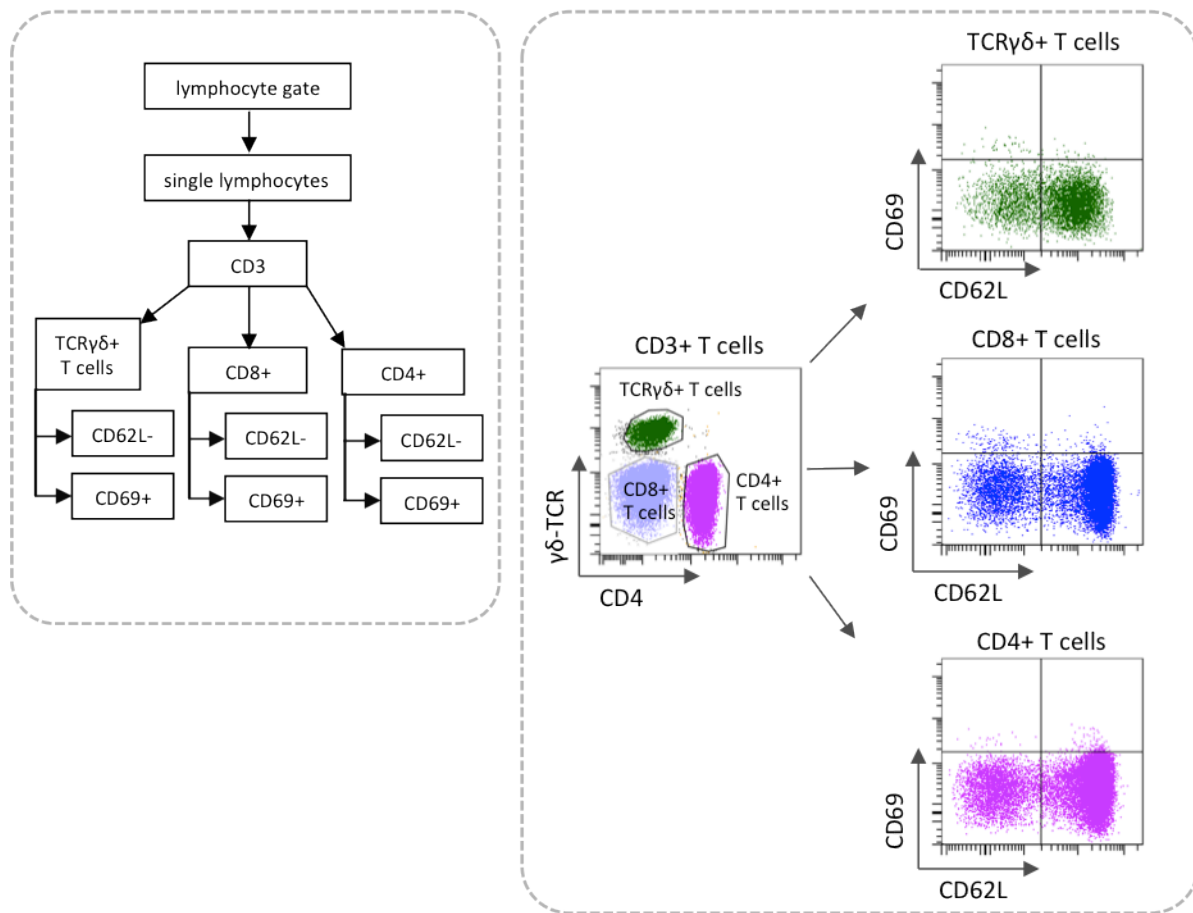 lymphocyte gate
single lymphocytes
CD3
TCRγδ+
T cells
CD8+
CD4+
CD62L-
CD62L-
CD62L-
CD69+
CD69+
CD69+
CD3+ T cells
TCRγδ+ T cells
CD8+
T cells
CD4+
T cells
γδ-TCR
CD4
TCRγδ+ T cells
CD69
CD62L
CD8+ T cells
CD69
CD62L
CD4+ T cells
CD69
CD62L